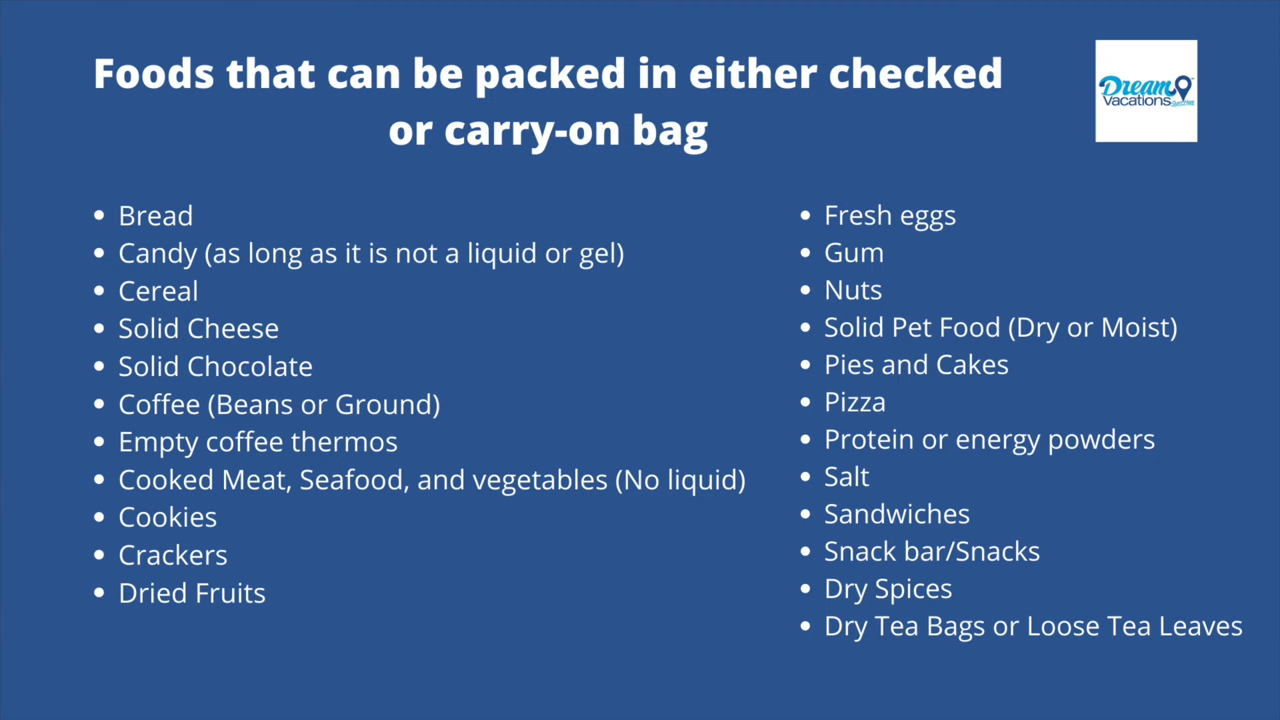 Foods that can be packed in either checked
or carry-on bag
Dream
Vacations
• Bread
• Candy (as long as it is not a liquid or gel)
• Cereal
• Solid Cheese
• Solid Chocolate
• Coffee (Beans or Ground)
• Empty coffee thermos
• Cooked Meat, Seafood, and vegetables (No liquid)
• Cookies
• Crackers
• Dried Fruits
• Fresh eggs
• Gum
• Nuts
• Solid Pet Food (Dry or Moist)
• Pies and Cakes
• Pizza
• Protein or energy powders
• Salt
• Sandwiches
• Snack bar/Snacks
• Dry Spices
• Dry Tea Bags or Loose Tea Leaves